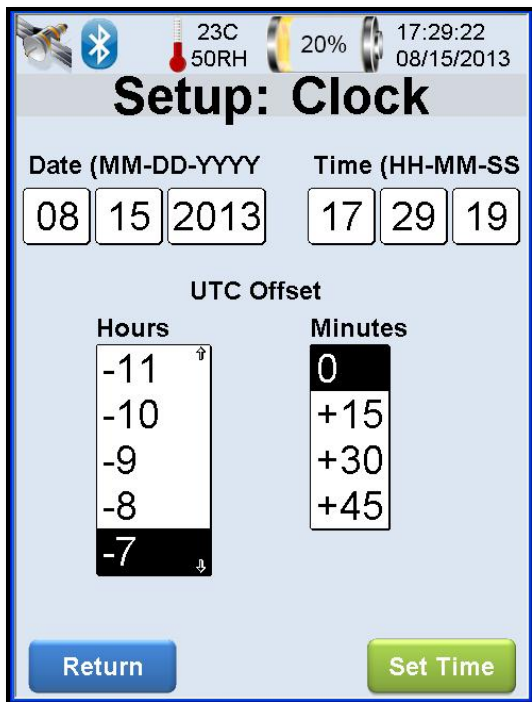 23C 20% 17:29:22
50RH 08/15/2013
Setup: Clock
Date (MM-DD-YYYY Time (HH-MM-SS
08 15 2013 17 29 19
UTC Offset
Hours Minutes
-11 0
-10 +15
-9 +30
-8 +45
-7
Return Set Time